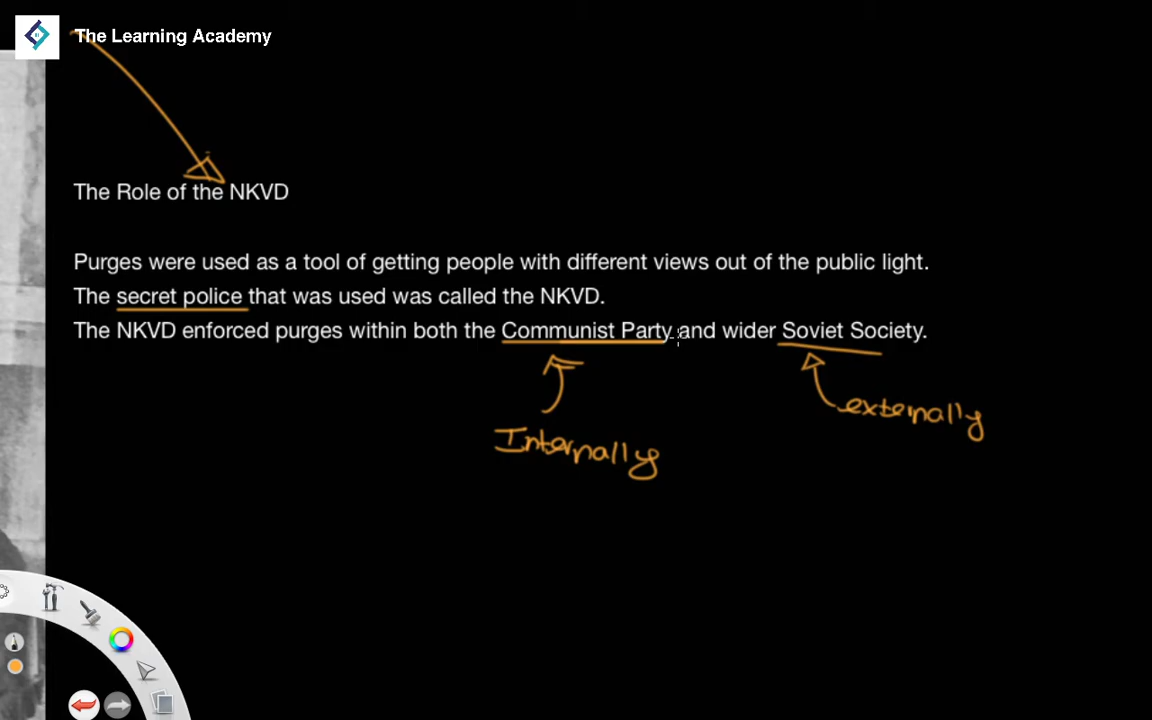 The Learning Academy
The Role of the NKVD
Purges were used as a tool of getting people with different views out of the public light.
The secret police that was used was called the NKVD.
The NKVD enforced purges within both the Communist Party and wider Soviet Society.
externally
Internally